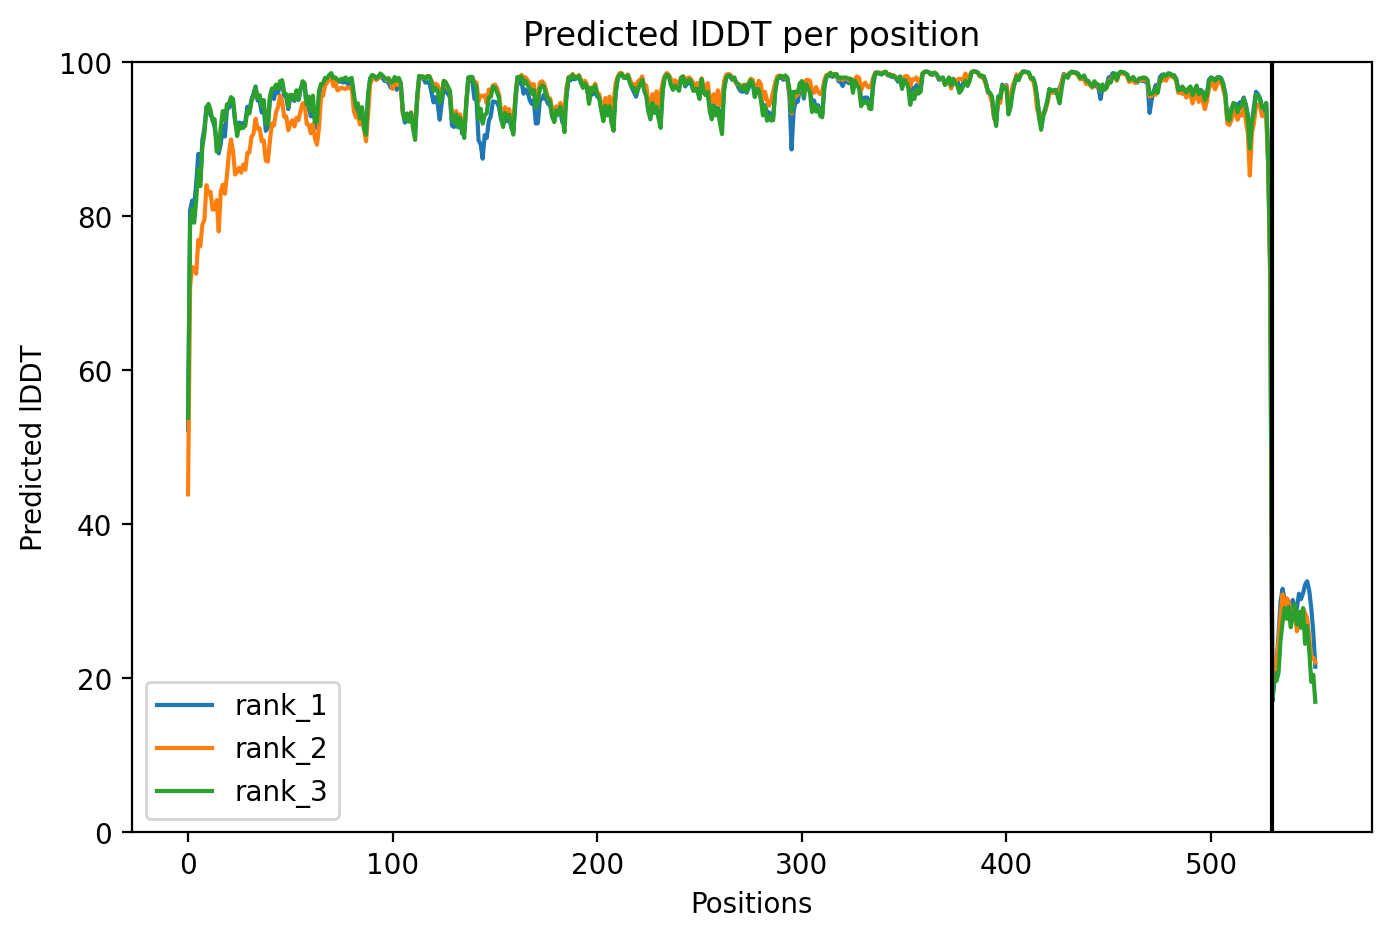 Predicted lDDT per position
Predicted lDDT
100
80
60
40
20
0
rank_1
rank_2
rank_3
0 100 200 300 400 500
Positions